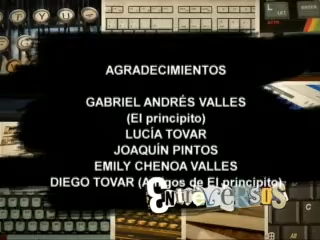 AGRADECIMIENTOS
GABRIEL ANDRÉS VALLES
(El principito)
LUCÍA TOVAR
JOAQUÍN PINTOS
EMILY CHENOA VALLES
DIEGO TOVAR (Amigos de El principito)
Entreversos